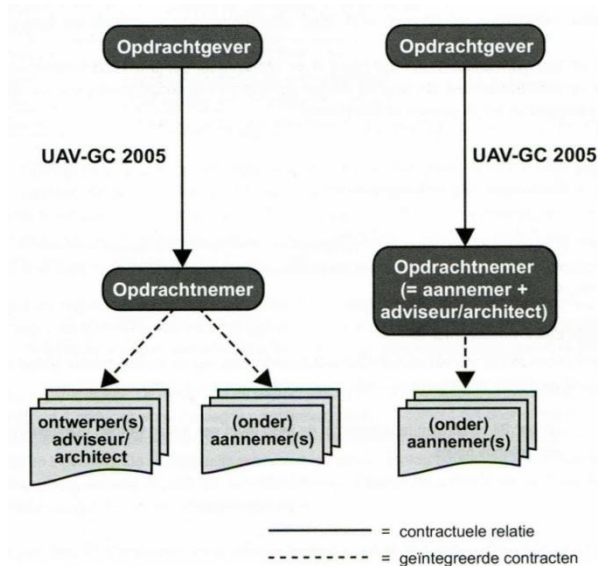 Opdrachtgever
UAV-GC 2005
Opdrachtnemer
ontwerper(s)
adviseur/
architect
(onder)
aannemer(s)
Opdrachtgever
UAV-GC 2005
Opdrachtnemer
(= aannemer +
adviseur/architect)
(onder)
aannemer(s)
= contractuele relatie
= geïntegreerde contracten